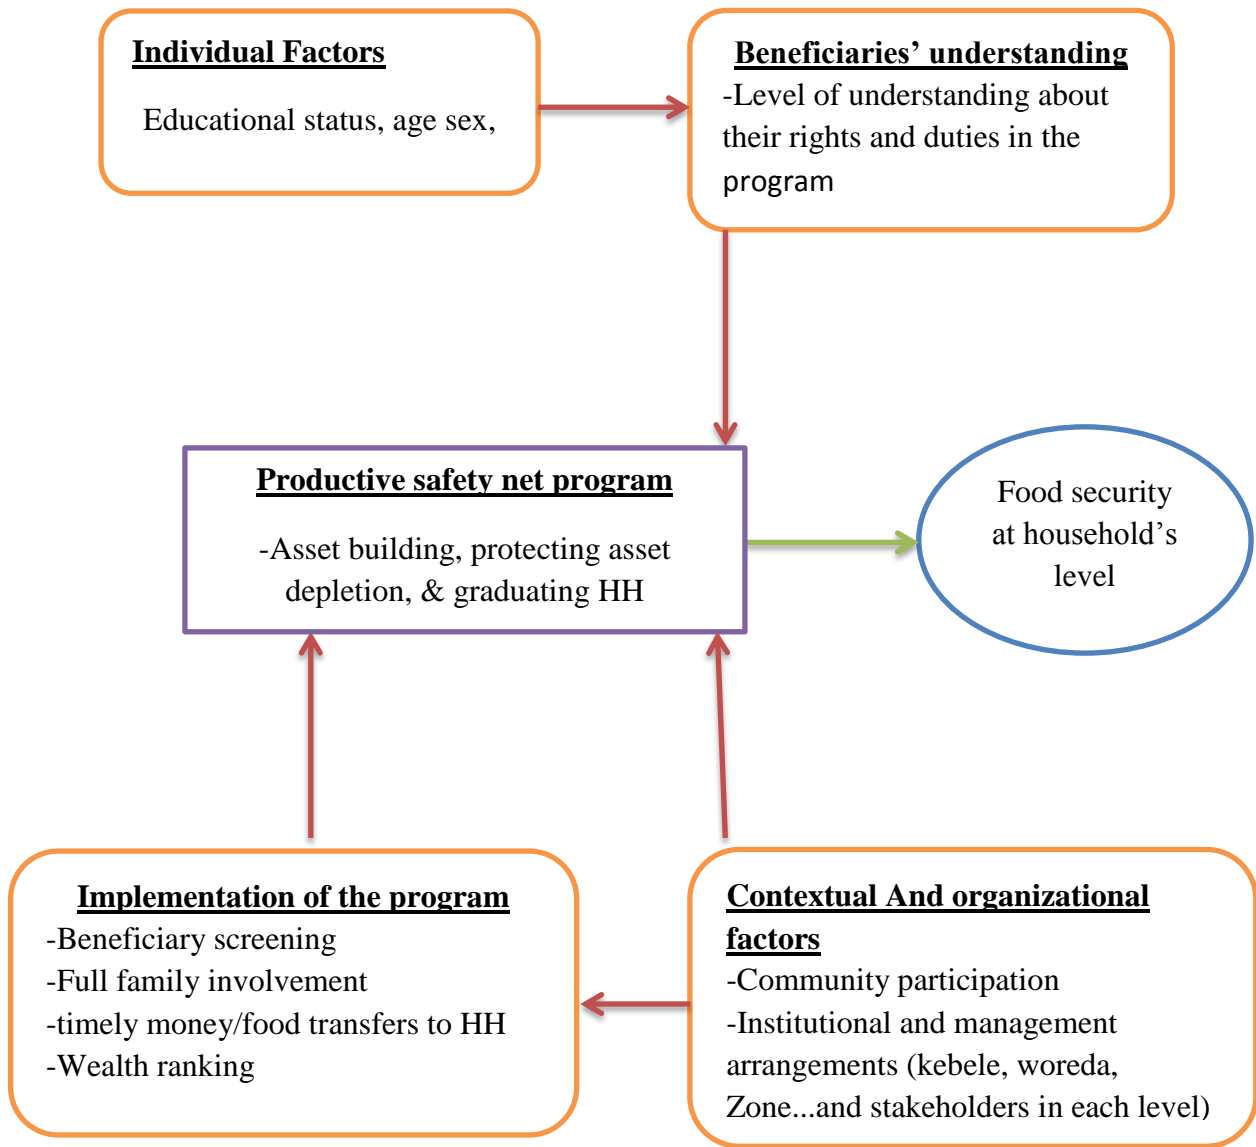 Individual Factors
Educational status, age sex,
Beneficiaries’ understanding
-Level of understanding about
their rights and duties in the
program
Productive safety net program
-Asset building, protecting asset
depletion, & graduating HH
Food security
at household’s
level
Implementation of the program
-Beneficiary screening
-Full family involvement
-timely money/food transfers to HH
-Wealth ranking
Contextual And organizational
factors
-Community participation
-Institutional and management
arrangements (kebele, woreda,
Zone...and stakeholders in each level)